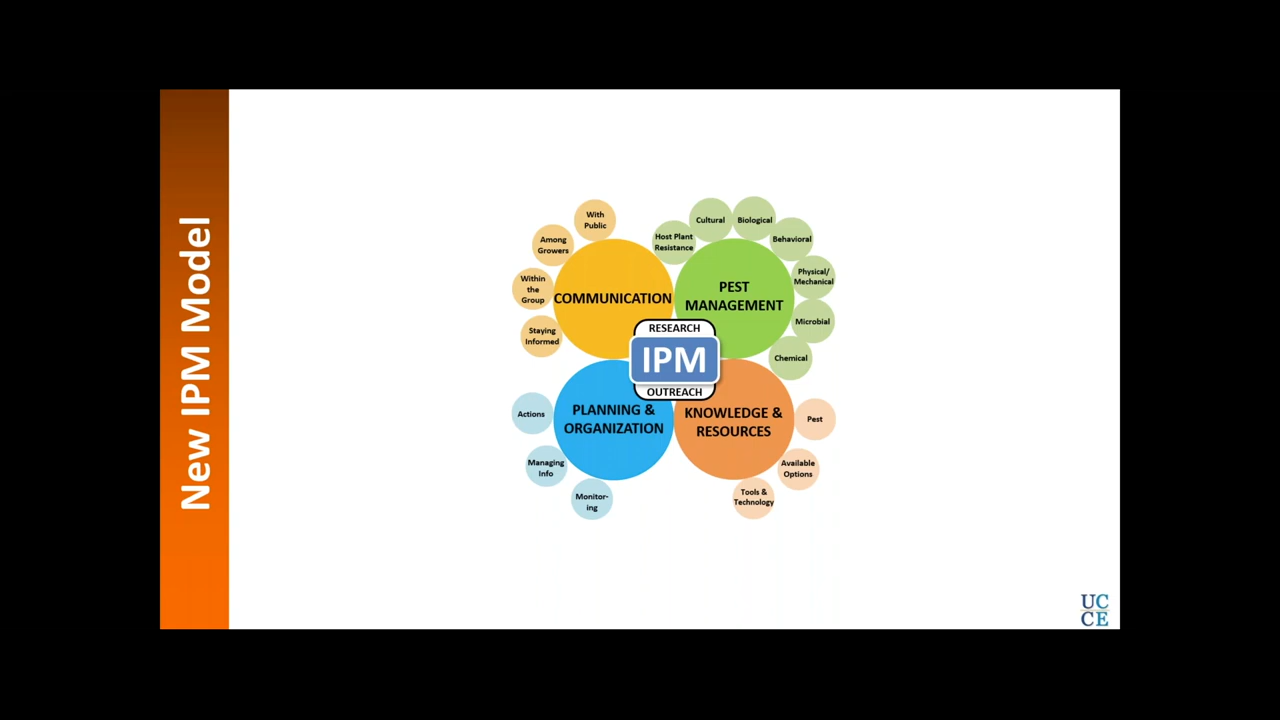 New IPM Model
With
Public
Among
Growers
Within
the
Group
Staying
Informed
COMMUNICATION
Host Plant
Resistance
Cultural
Biological
Behavioral
Physical/
Mechanical
Microbial
Chemical
PEST
MANAGEMENT
RESEARCH
IPM
OUTREACH
PLANNING &
ORGANIZATION
Actions
Managing
Info
Monitor-
ing
KNOWLEDGE &
RESOURCES
Pest
Available
Options
Tools &
Technology
UC
CE